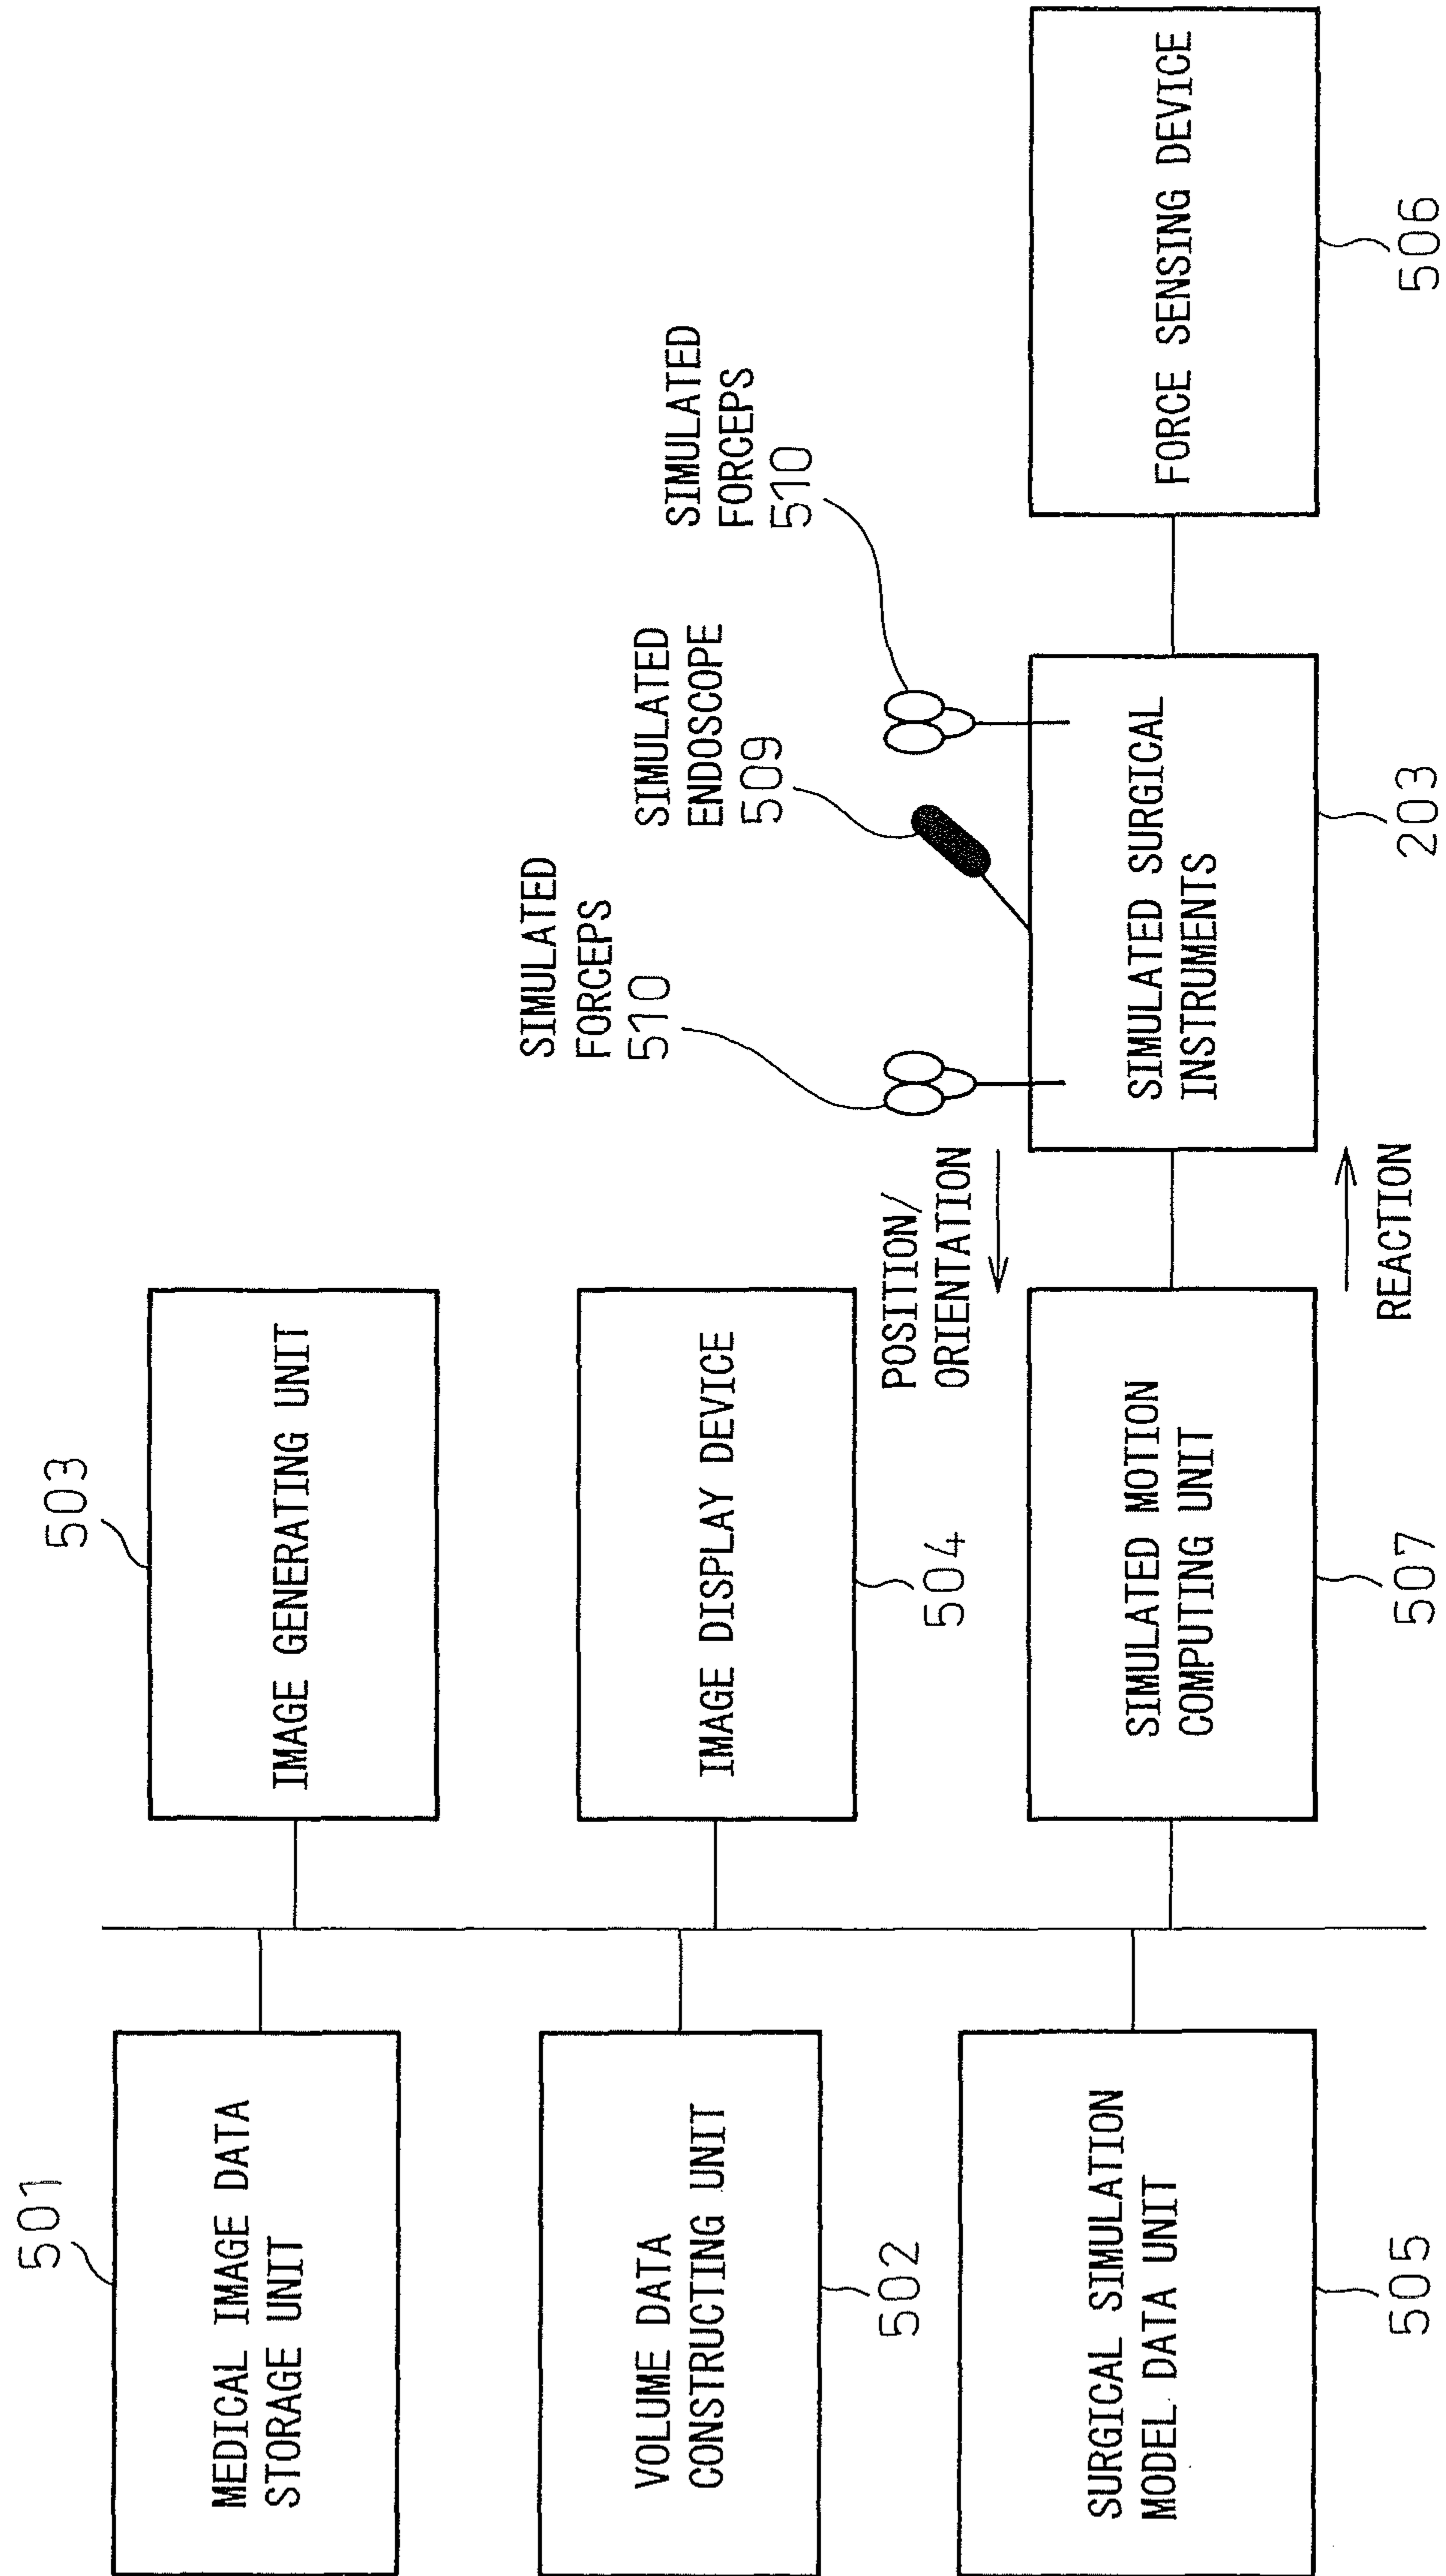 501
MEDICAL IMAGE DATA
STORAGE UNIT
VOLUME DATA
CONSTRUCTING UNIT
502
SURGICAL SIMULATION
MODEL DATA UNIT
505
503
IMAGE GENERATING UNIT
IMAGE DISPLAY DEVICE
504
POSITION/
ORIENTATION
SIMULATED MOTION
COMPUTING UNIT
507
REACTION
SIMULATED
FORCEPS
510
SIMULATED
ENDOSCOPE
509
SIMULATED
FORCEPS
510
SIMULATED SURGICAL
INSTRUMENTS
203
FORCE SENSING DEVICE
506